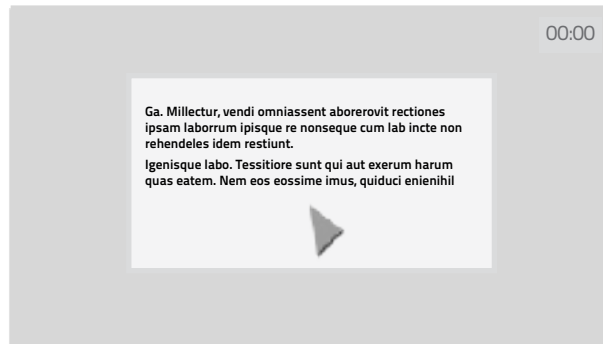 00:00
Ga. Millectur, vendi omniassent aborerovit rectiones
ipsam laborrum ipisque re nonseque cum lab incte non
rehendeles idem restiunt.
Igenisque labo. Tessitiore sunt qui aut exerum harum
quas eatem. Nem eos eossime imus, quiduci enienihil